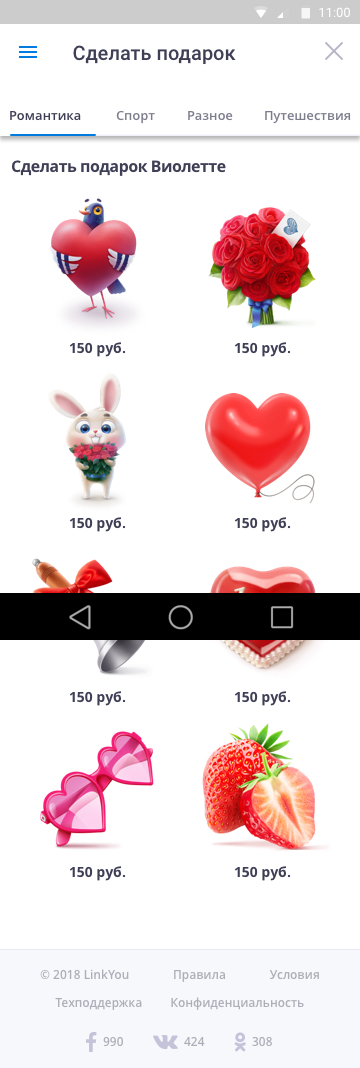 11:00
Сделать подарок
Романтика Спорт Разное Путешествия
Сделать подарок Виолетте
150 руб. 150 руб.
150 руб. 150 руб.
150 руб. 150 руб.
150 руб. 150 руб.
© 2018 LinkYou Правила Условия
Техподдержка Конфиденциальность
990 424 308